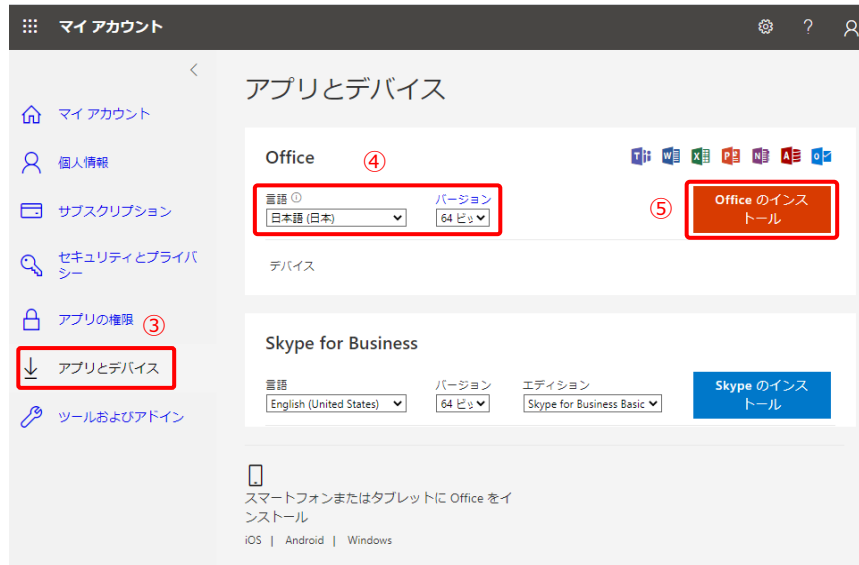 マイ アカウント
?
アプリとデバイス
マイ アカウント
個人情報
サブスクリプション
セキュリティとプライバ
シー
アプリの権限
③
アプリとデバイス
ツールおよびアドイン
Office
④
言語
バージョン
日本語 (日本)
64 ビッ
⑤
Office のインス
トール
デバイス
Skype for Business
言語
バージョン
エディション
English (United States)
64 ビッ
Skype for Business Basic
Skype のインス
トール
スマートフォンまたはタブレットに Office をイ
ンストール
iOS | Android | Windows